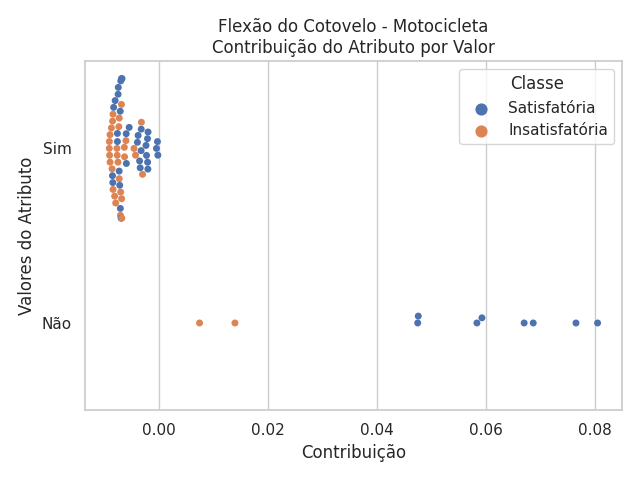 Flexão do Cotovelo - Motocicleta
Contribuição do Atributo por Valor
Classe
Satisfatória
Insatisfatória
Valores do Atributo
Sim
Não
0.00
0.02
0.04
0.06
0.08
Contribuição